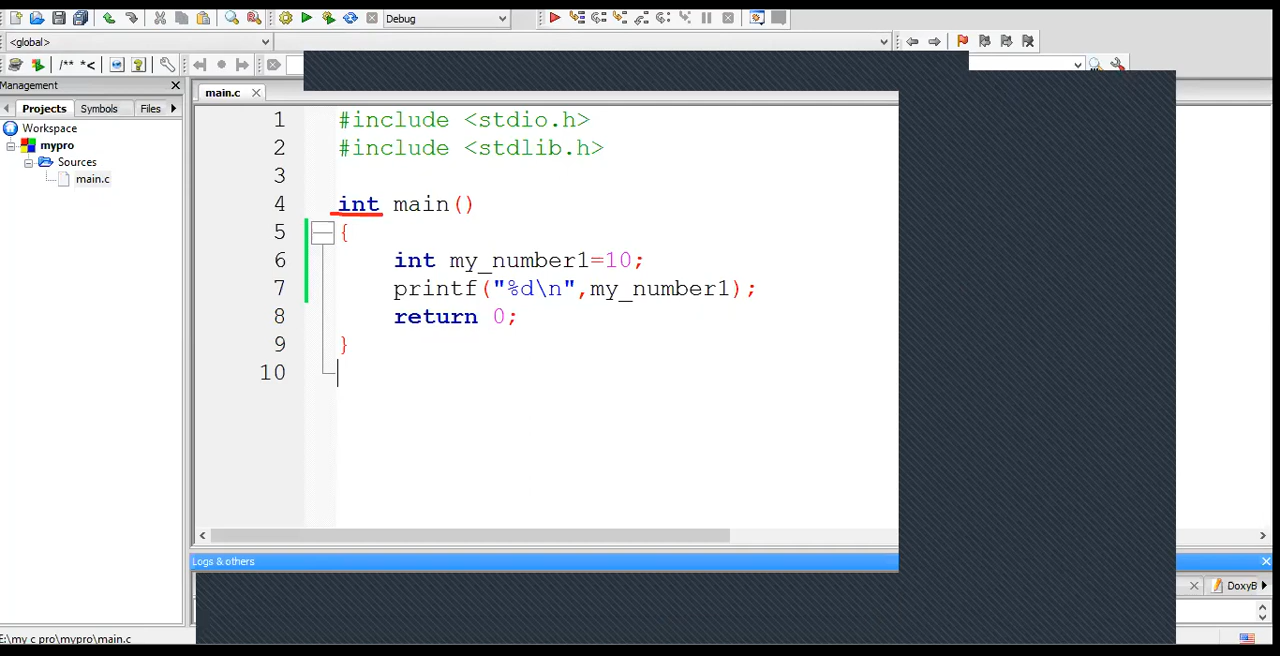 Debug
<global>
/** *<
Management
main.c
Projects Symbols Files
Workspace
mypro
Sources
main.c
1 #include <stdio.h>
2 #include <stdlib.h>
3
4 int main()
5 {
6 int my_number1=10;
7 printf("%d\n",my_number1);
8 return 0;
9 }
10
Logs & others
DoxyB
E:\my c pro\mypro\main.c